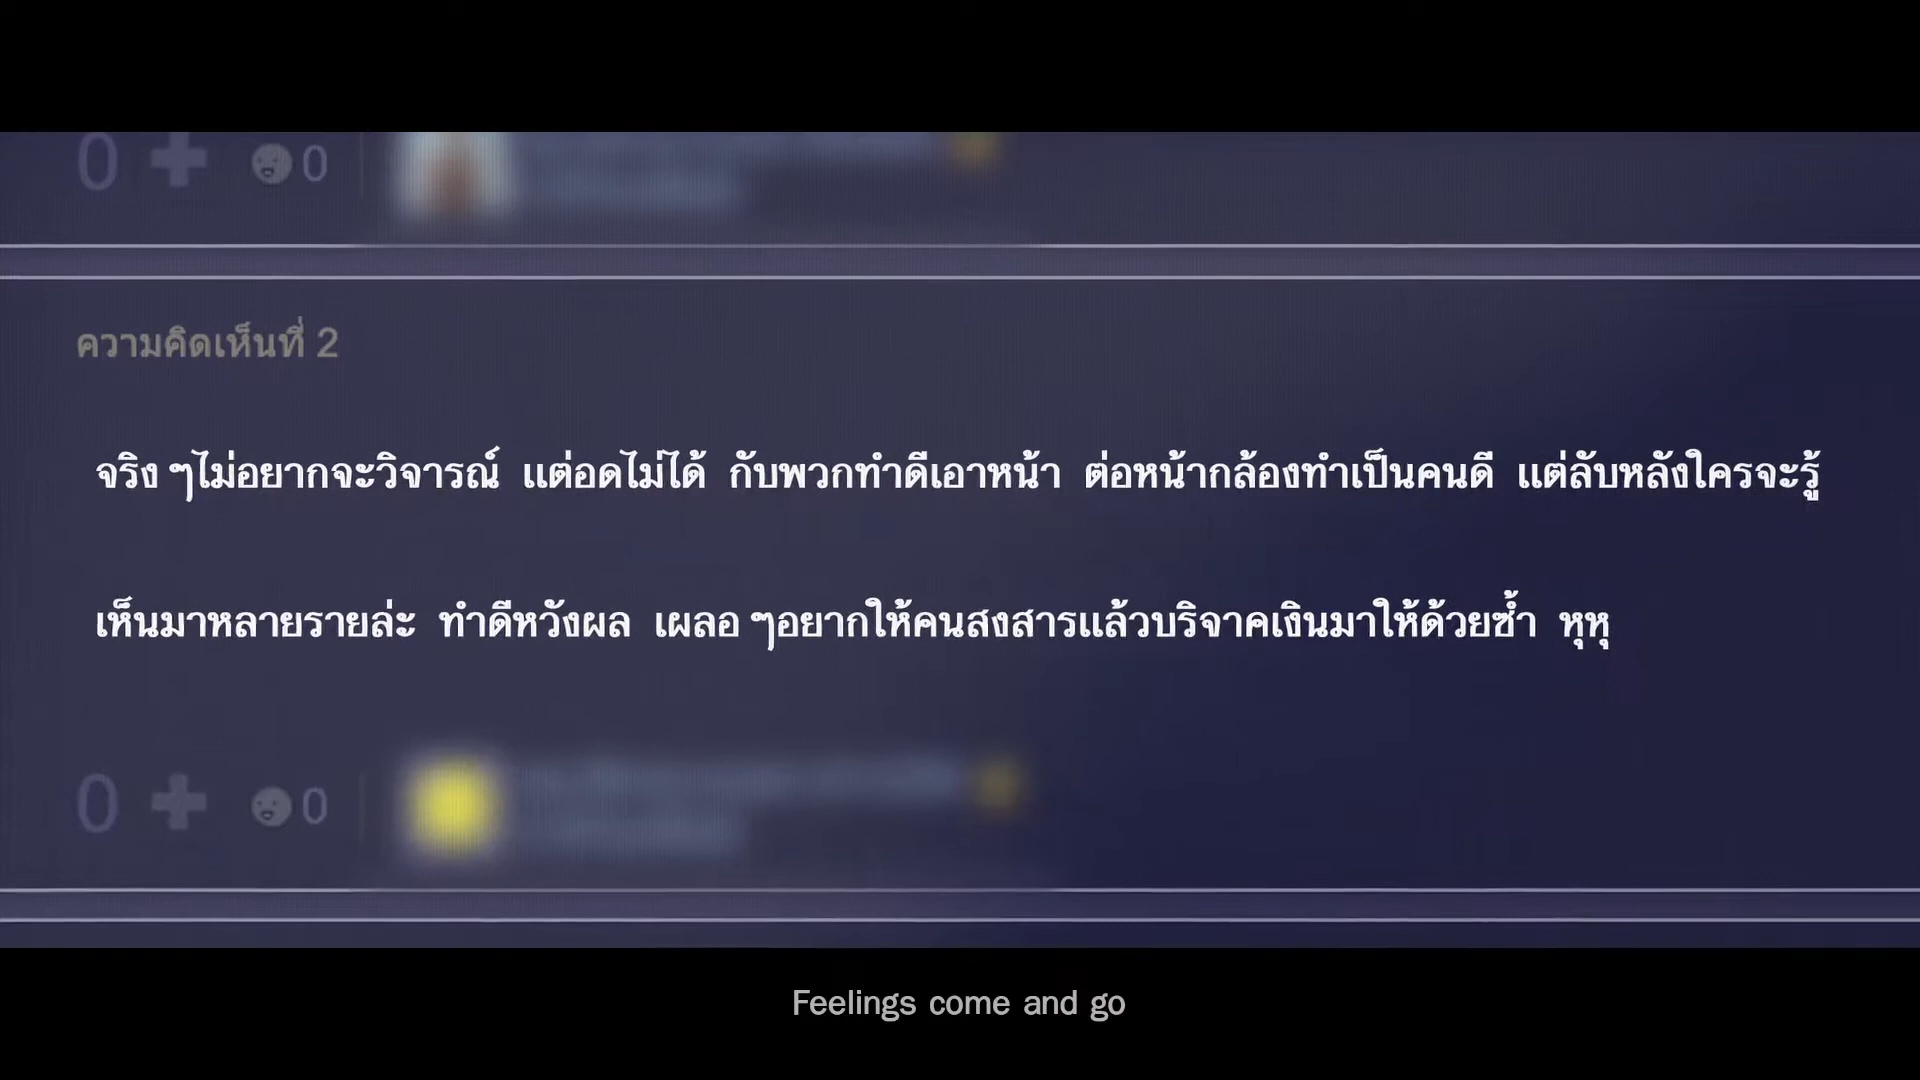 0 0
ความคิดเห็นที่ 2
จริง ๆไม่อยากจะวิจารณ์ แต่อดไม่ได้ กับพวกทำดีเอาหน้า ต่อหน้ากล้องทำเป็นคนดี แต่ลับหลังใครจะรู้
เห็นมาหลายรายล่ะ ทำดีหวังผล เผลอ ๆอยากให้คนสงสารแล้วบริจาคเงินมาให้ด้วยซ้ำ หุหุ
0 0
Feelings come and go